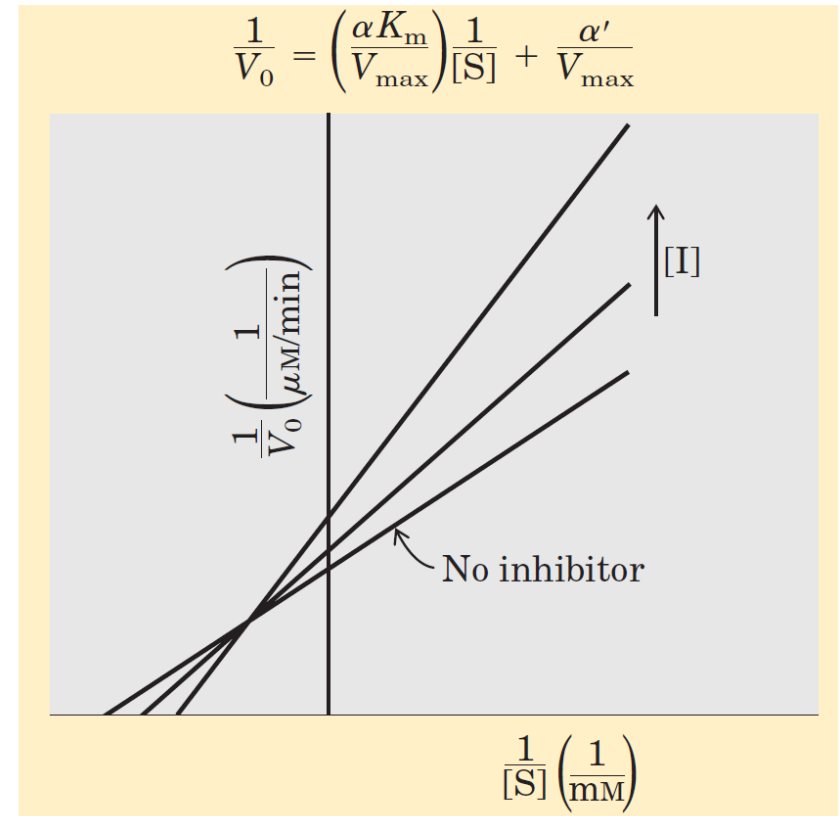 1/V₀ = (αKₘ/Vₘₐₓ) 1/[S] + α′/Vₘₐₓ
1/V₀ (1/μM/min)
[I]
No inhibitor
1/[S] (1/mM)